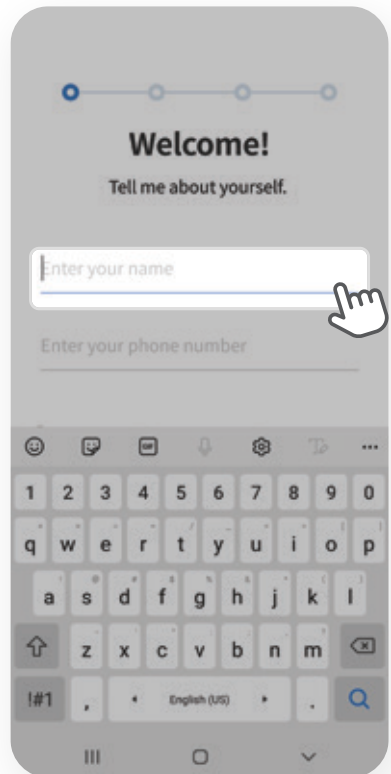 Welcome!
Tell me about yourself.
Enter your name
Enter your phone number
GIF
1 2 3 4 5 6 7 8 9 0
q w e r t y u i o p
a s d f g h j k l
z x c v b n m
!#1 , English (US) .